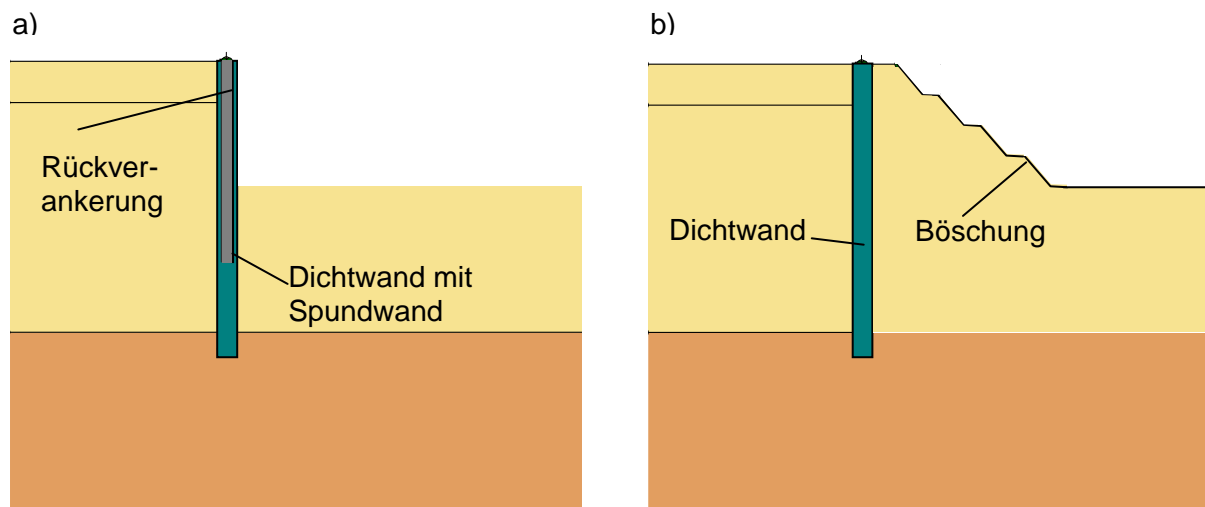 a)
Rückver-
ankerung
Dichtwand mit
Spundwand
b)
Dichtwand
Böschung